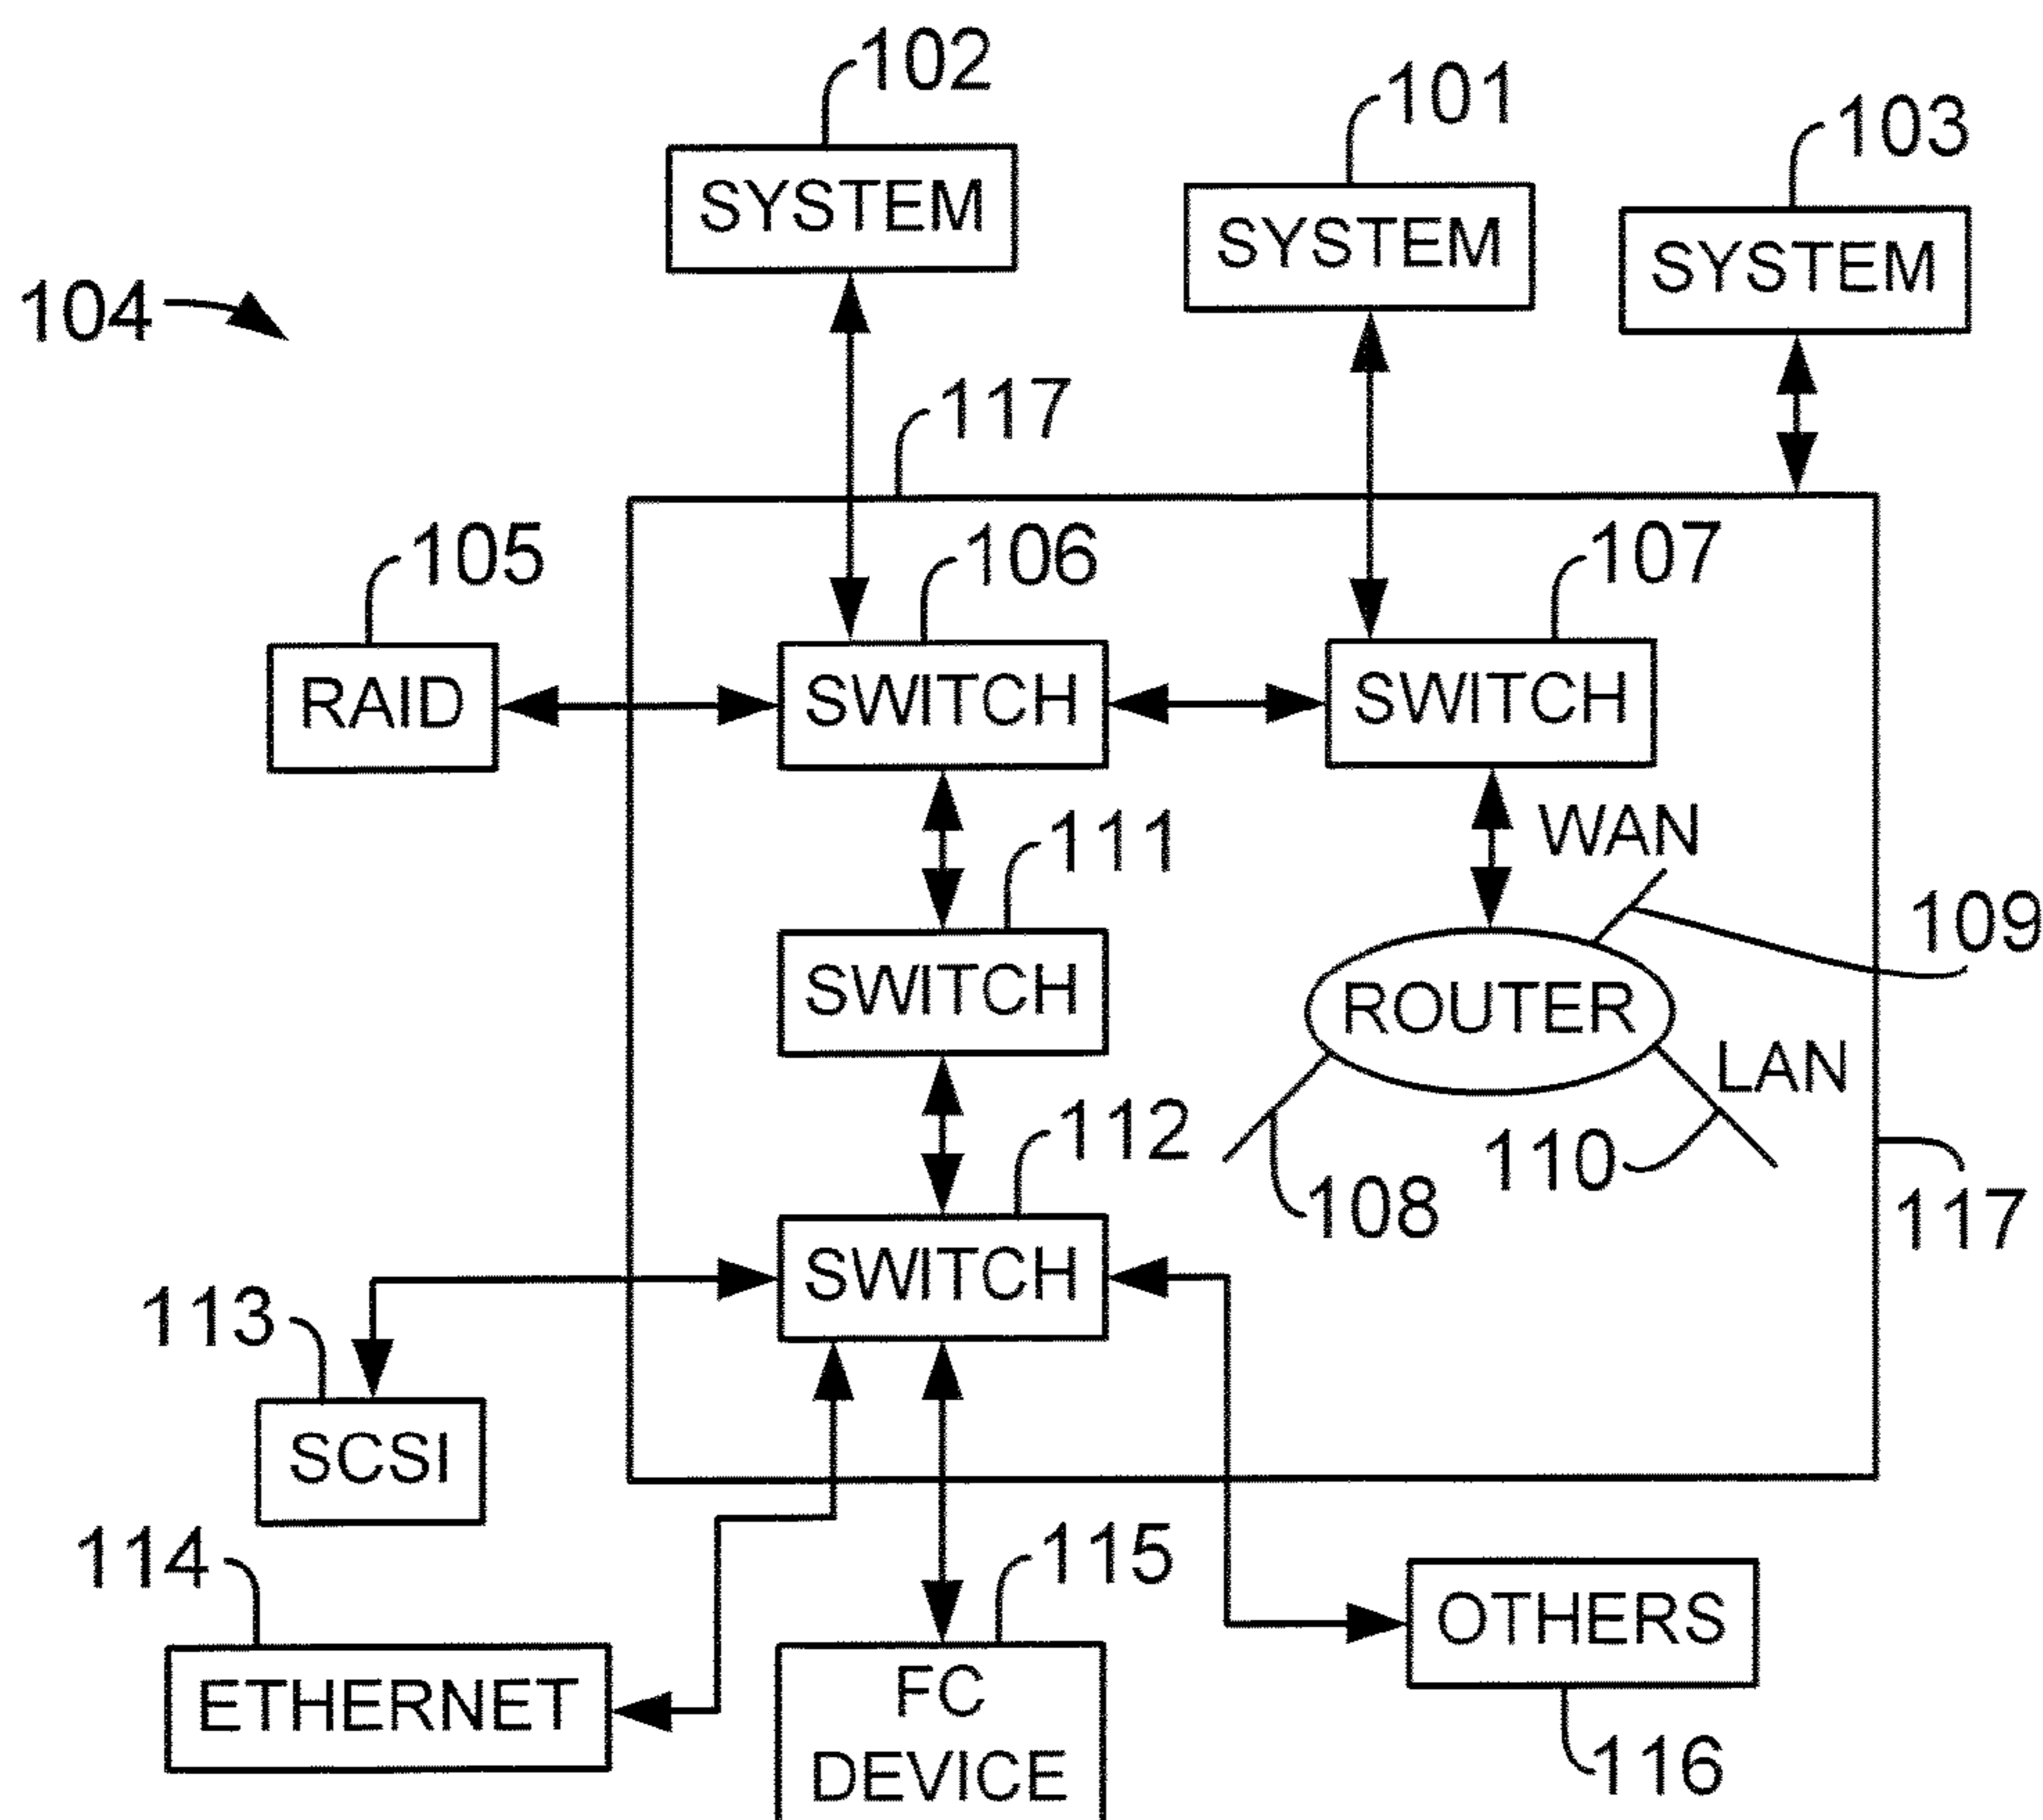 102
101
103
SYSTEM
SYSTEM
SYSTEM
104
117
105
106
107
RAID
SWITCH
SWITCH
WAN
111
109
SWITCH
ROUTER
LAN
112
110
108
117
SWITCH
113
SCSI
114
115
ETHERNET
FC
DEVICE
OTHERS
116